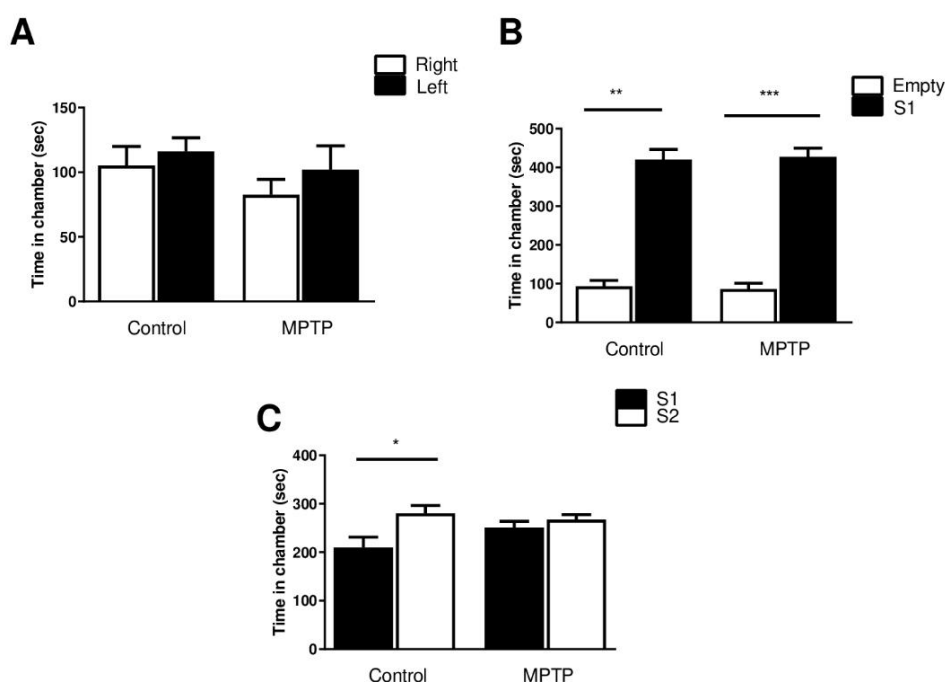 A
Right
Left
Time in chamber (sec)
150
100
50
0
Control
MPTP
B
Empty
S1
**
***
Time in chamber (sec)
500
400
300
200
100
0
Control
MPTP
C
S1
S2
*
Time in chamber (sec)
400
300
200
100
0
Control
MPTP